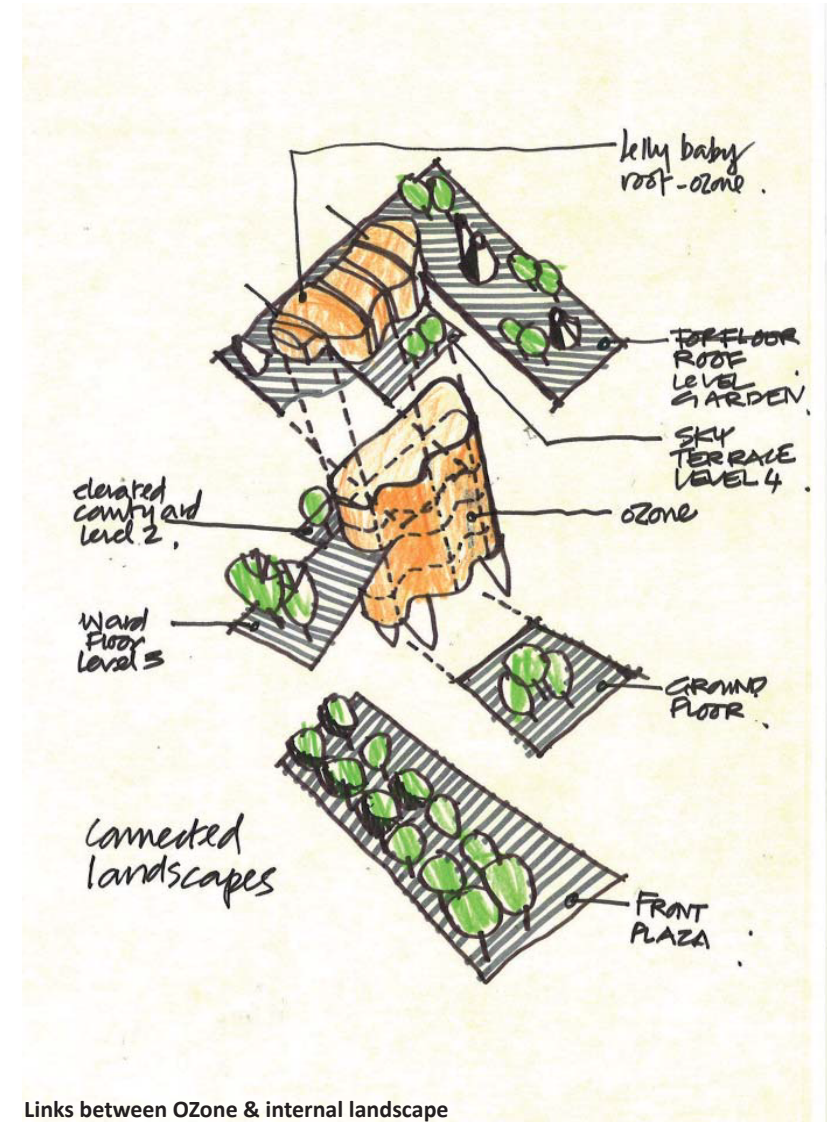 Jelly baby
roof-ozone.
TOP FLOOR
ROOF
LEVEL
GARDEN
SKY
TERRACE
LEVEL 4.
elevated
courtyard
level 2.
ozone
Ward
Floor
Level 3
GROUND
FLOOR.
Connected
landscapes
FRONT
PLAZA.
Links between OZone & internal landscape